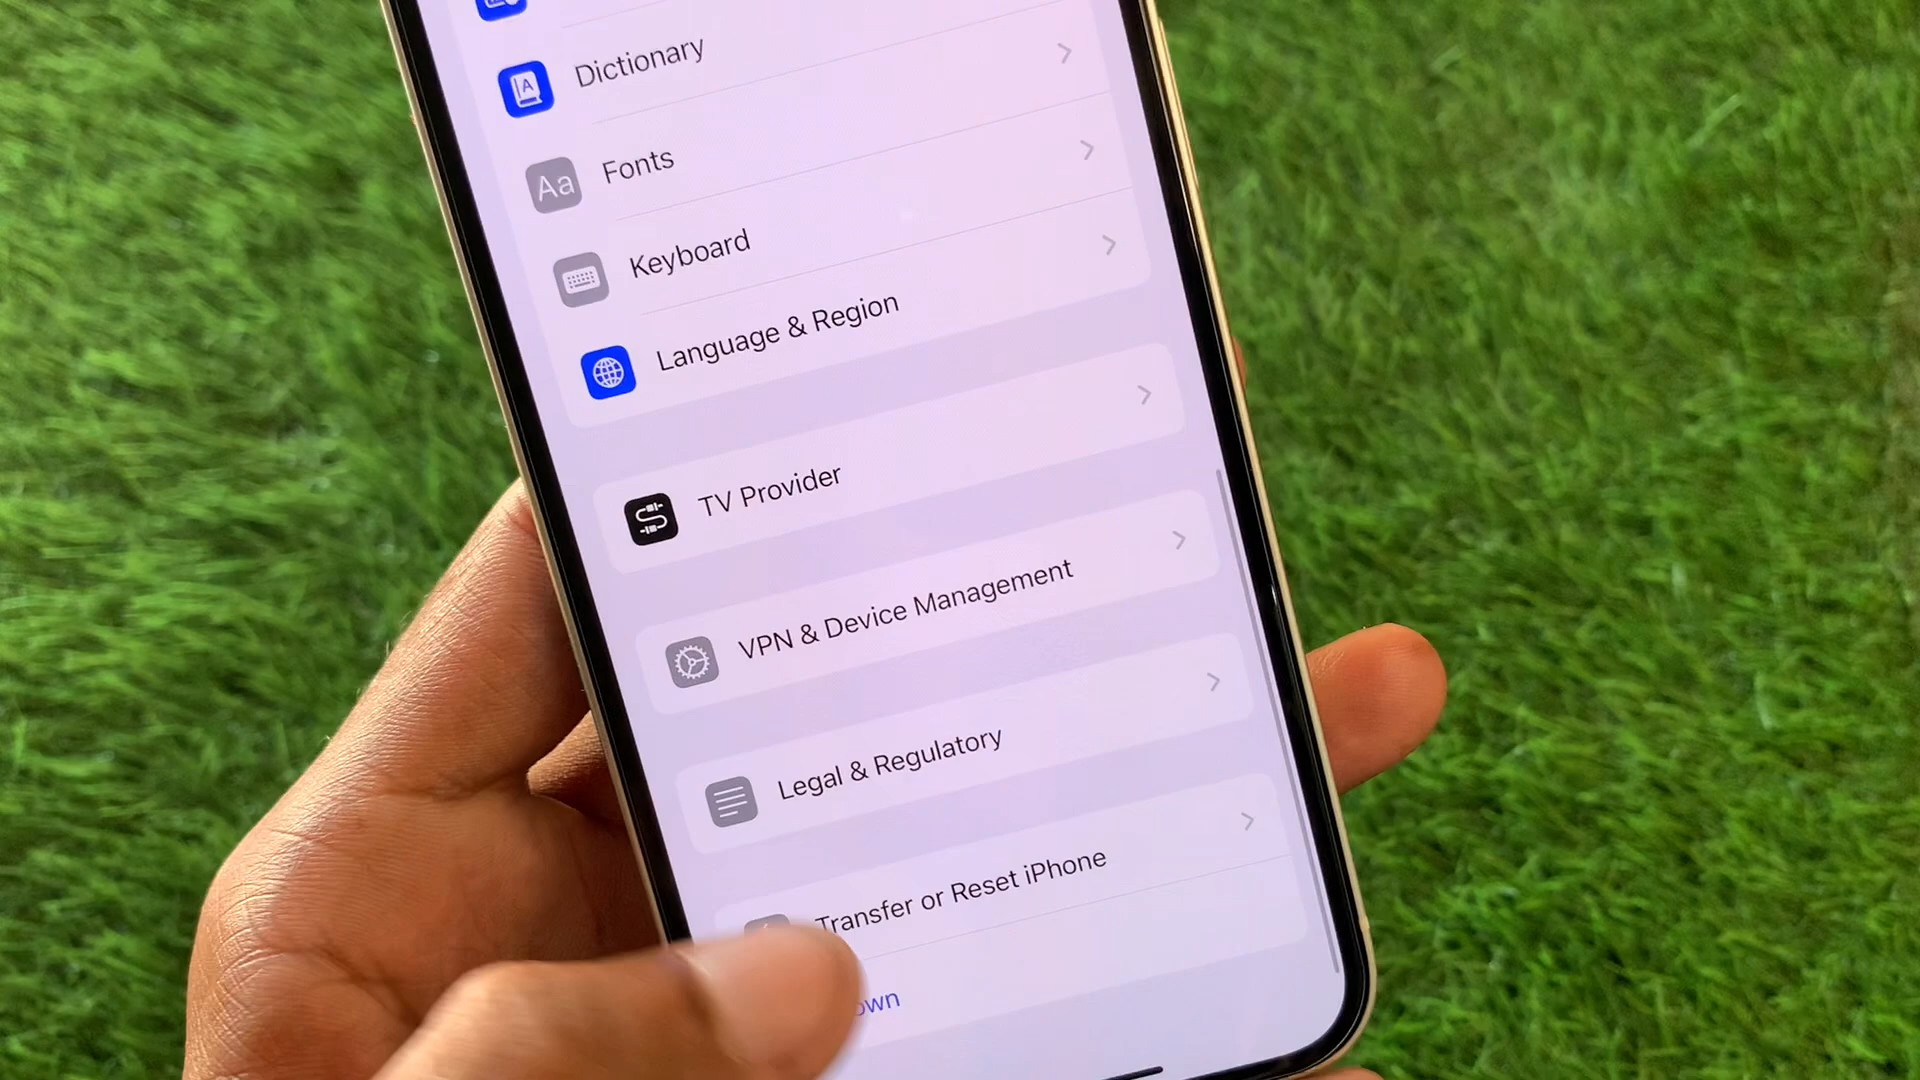 Dictionary
Aa
Fonts
Keyboard
Language & Region
TV Provider
VPN & Device Management
Legal & Regulatory
Transfer or Reset iPhone
own